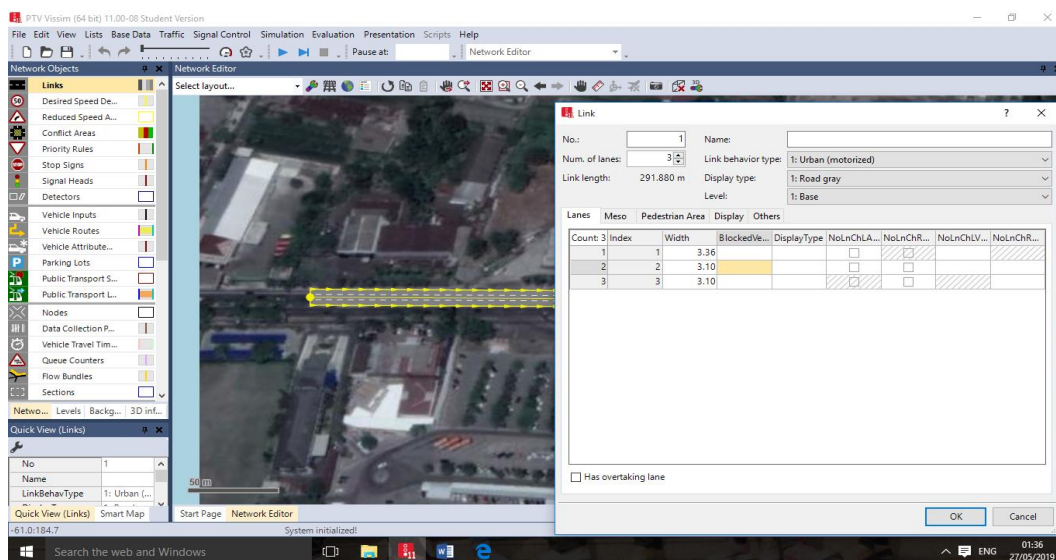 PTV Vissim (64 bit) 11.00-08 Student Version
File Edit View Lists Base Data Traffic Signal Control Simulation Evaluation Presentation Scripts Help
Pause at: Network Editor
Network Objects
Network Editor
Select layout...
Links
50 Desired Speed De...
Reduced Speed A...
Conflict Areas
Priority Rules
Stop Signs
Signal Heads
Detectors
Vehicle Inputs
Vehicle Routes
Vehicle Attribute...
P Parking Lots
Public Transport S...
Public Transport L...
Nodes
Data Collection P...
Vehicle Travel Tim...
Queue Counters
Flow Bundles
Sections
Netwo... Levels Backg... 3D inf...
Quick View (Links)
No 1
Name
LinkBehavType 1: Urban (...
Quick View (Links) Smart Map
50 m
Start Page Network Editor
-61.0:184.7 System initialized!
Link
No.: 1 Name:
Num. of lanes: 3 Link behavior type: 1: Urban (motorized)
Link length: 291.880 m Display type: 1: Road gray
Level: 1: Base
Lanes Meso Pedestrian Area Display Others
Count: 3 Index Width BlockedVe... DisplayType NoLnChLA... NoLnChR... NoLnChLV... NoLnChR...
1 1 3.36
2 2 3.10
3 3 3.10
Has overtaking lane
OK Cancel
Search the web and Windows
11
ENG
01:36
27/05/2019